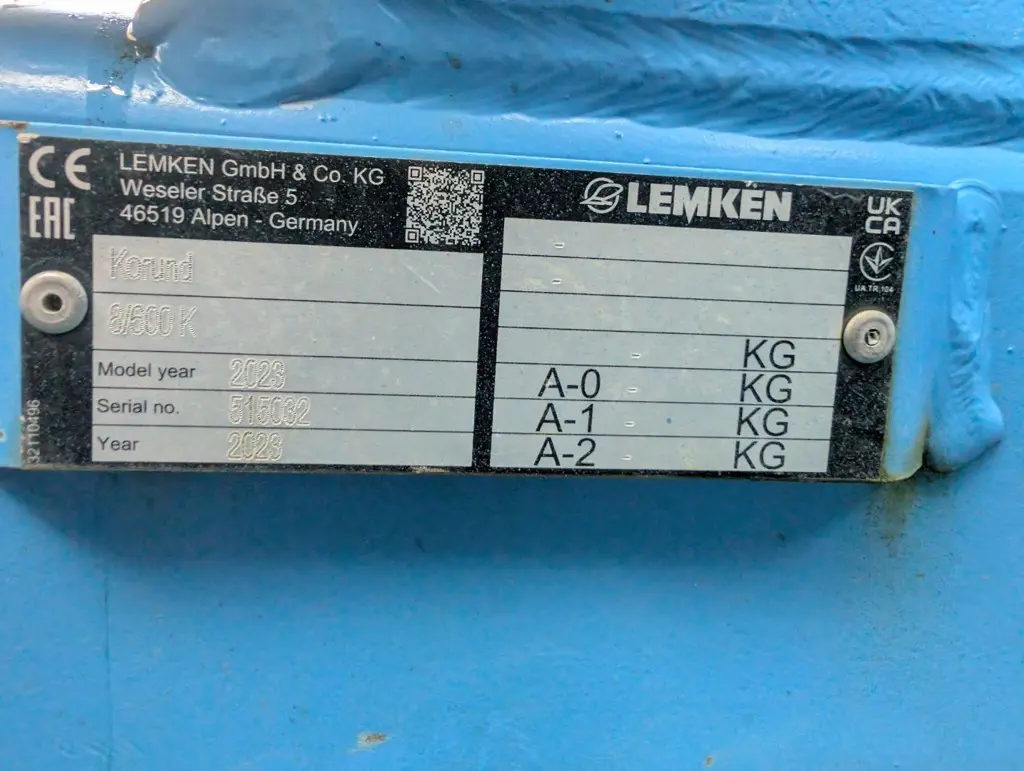 CE
EAC
LEMKEN GmbH & Co. KG
Weseler Straße 5
46519 Alpen - Germany
Korund
8/600 K
Model year 2023
Serial no. 515032
Year 2023
32710496
LEMKEN
-
-
- KG
A-0 - KG
A-1 - KG
A-2 - KG
UK
CA
UA.TR.104